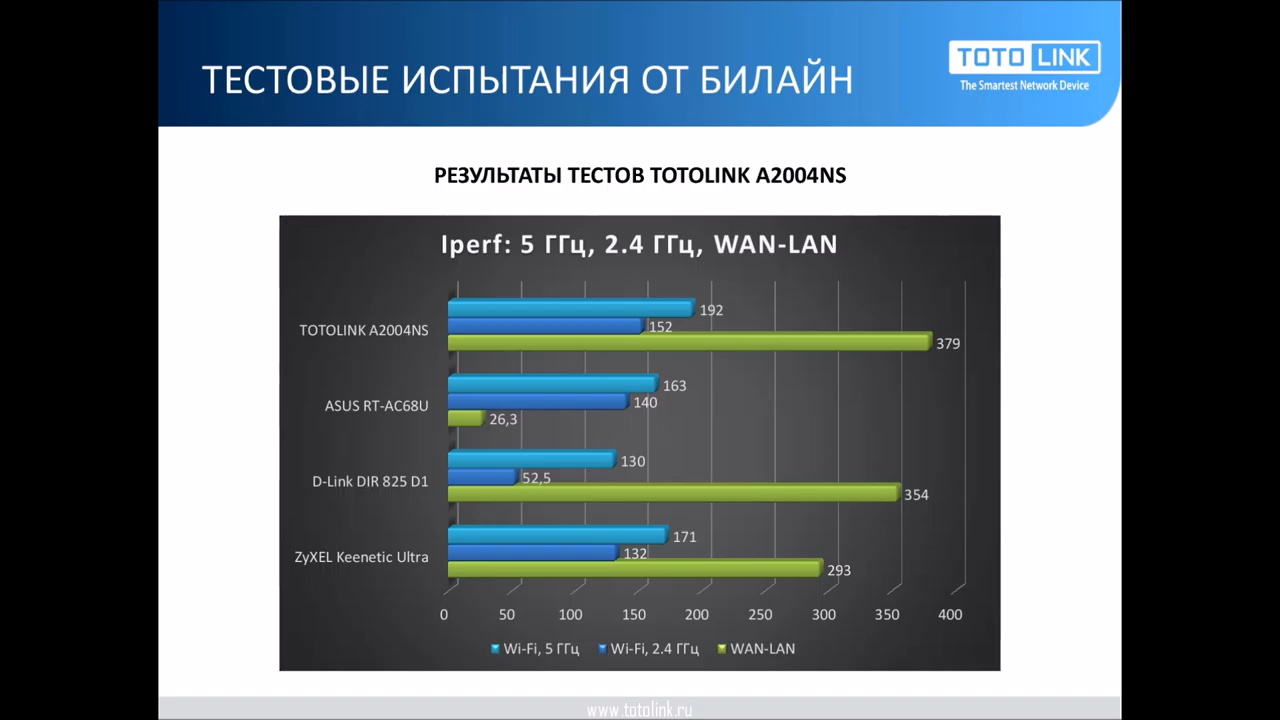 ТЕСТОВЫЕ ИСПЫТАНИЯ ОТ БИЛАЙН
TOTO LINK
The Smartest Network Device
РЕЗУЛЬТАТЫ ТЕСТОВ TOTOLINK A2004NS
Iperf: 5 ГГц, 2.4 ГГц, WAN-LAN
TOTOLINK A2004NS
192
152
379
ASUS RT-AC68U
163
140
26,3
D-Link DIR 825 D1
130
52,5
354
ZyXEL Keenetic Ultra
171
132
293
0 50 100 150 200 250 300 350 400
Wi-Fi, 5 ГГц Wi-Fi, 2.4 ГГц WAN-LAN
www.totolink.ru